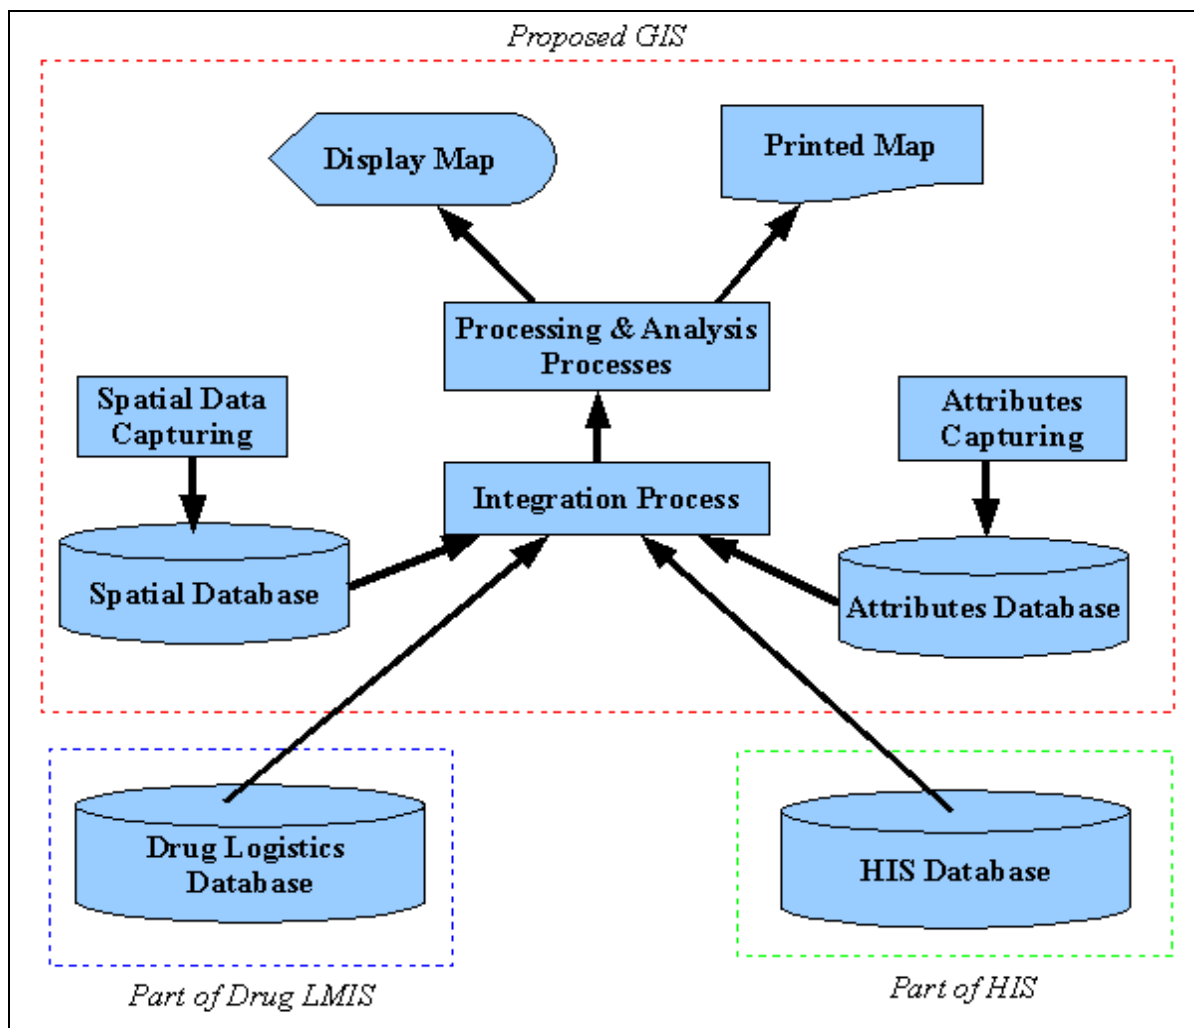 Proposed GIS
Display Map
Printed Map
Processing & Analysis
Processes
Spatial Data
Capturing
Attributes
Capturing
Integration Process
Spatial Database
Attributes Database
Drug Logistics
Database
HIS Database
Part of Drug LMIS
Part of HIS